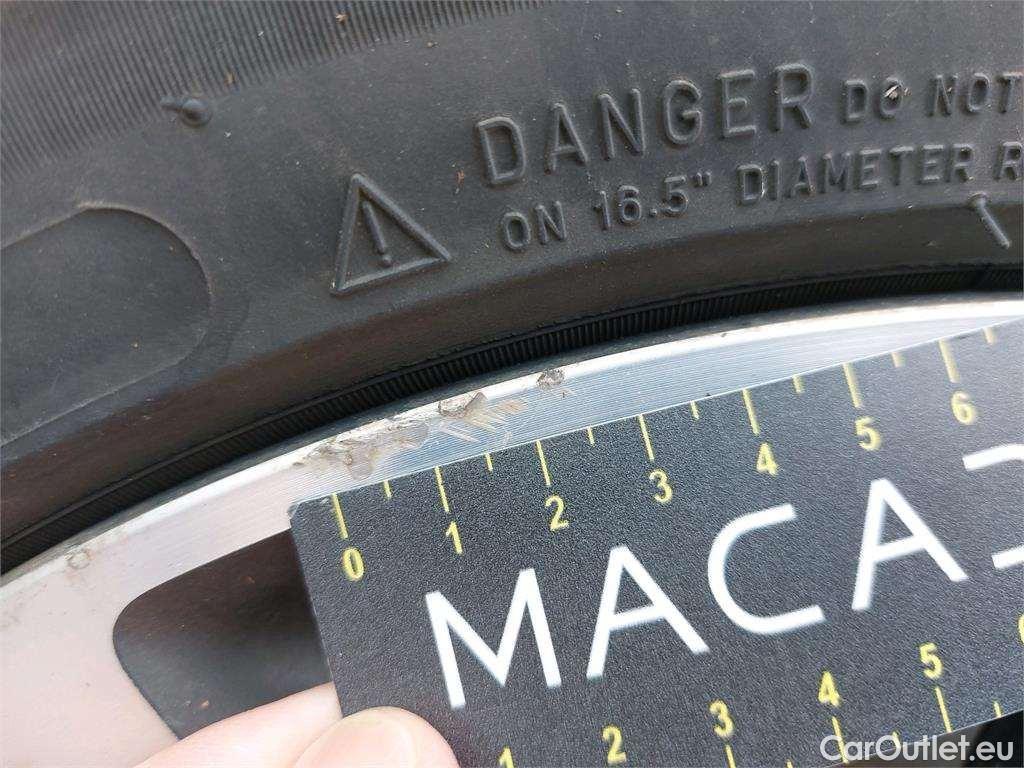 DANGER DO NOT
ON 16.5" DIAMETER R
0 1 2 3 4 5 6
MACA
1 2 3 4 5
CarOutlet.eu